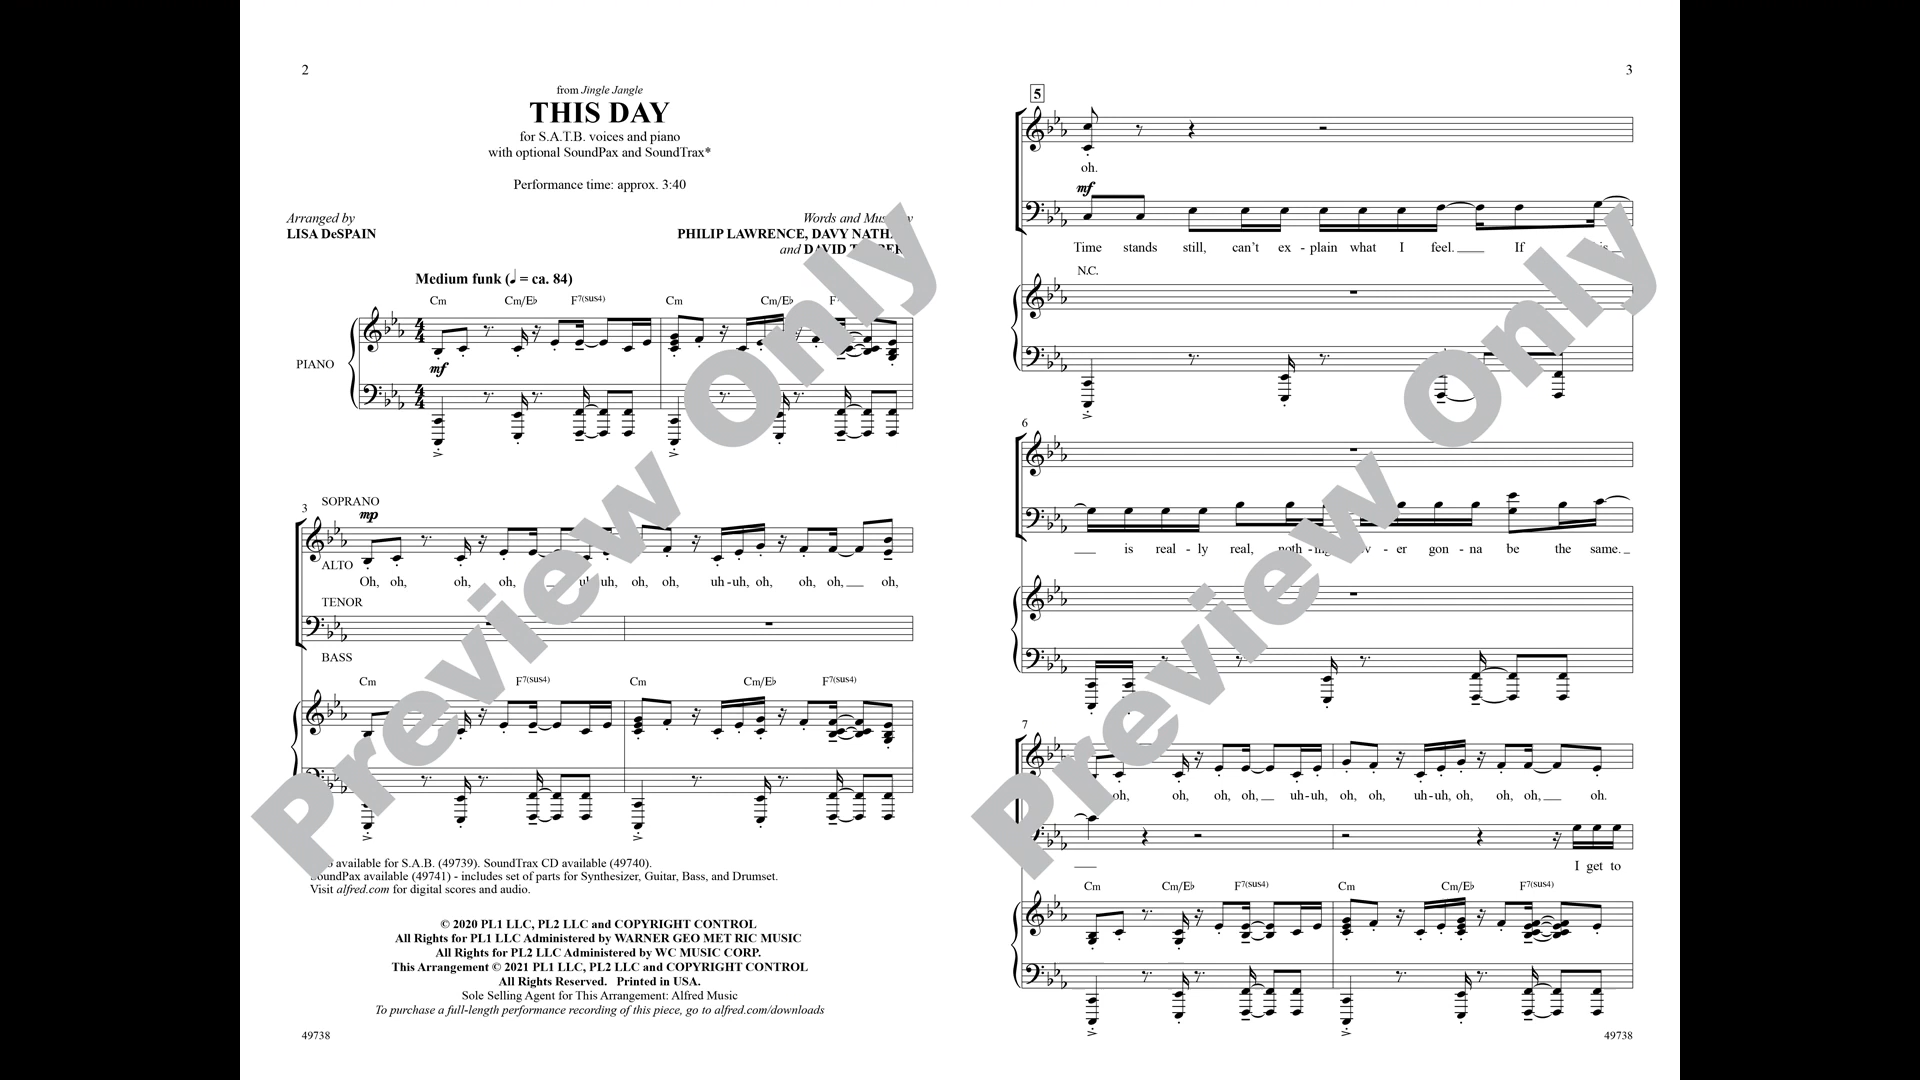 2
from Jingle Jangle
THIS DAY
for S.A.T.B. voices and piano
with optional SoundPax and SoundTrax*
Performance time: approx. 3:40
Arranged by
LISA DeSPAIN
Words and
PHILIP LAWRENCE, DAVY
and DAVID
Medium funk (♩ = ca. 84)
Cm Cm/E♭ F7(sus4) Cm Cm/E♭
PIANO
mf
3
SOPRANO
mp
ALTO
Oh, oh, oh, oh, uh, oh, oh, uh-uh, oh, oh, oh, oh,
TENOR
BASS
Cm F7(sus4) Cm Cm/E♭ F7(sus4)
available for S.A.B. (49739). SoundTrax CD available (49740).
SoundPax available (49741) - includes set of parts for Synthesizer, Guitar, Bass, and Drumset.
Visit alfred.com for digital scores and audio.
© 2020 PL1 LLC, PL2 LLC and COPYRIGHT CONTROL
All Rights for PL1 LLC Administered by WARNER GEO MET RIC MUSIC
All Rights for PL2 LLC Administered by WC MUSIC CORP.
This Arrangement © 2021 PL1 LLC, PL2 LLC and COPYRIGHT CONTROL
All Rights Reserved. Printed in USA.
Sole Selling Agent for This Arrangement: Alfred Music
To purchase a full-length performance recording of this piece, go to alfred.com/downloads
49738
Preview Only
3
5
oh.
mf
Time stands still, can't ex - plain what I feel. If
N.C.
6
is real - ly real, noth - er gon - na be the same.
7
oh, oh, oh, oh, uh-uh, oh, oh, uh-uh, oh, oh, oh, oh.
I get to
Cm Cm/E♭ F7(sus4) Cm Cm/E♭ F7(sus4)
49738
Preview Only